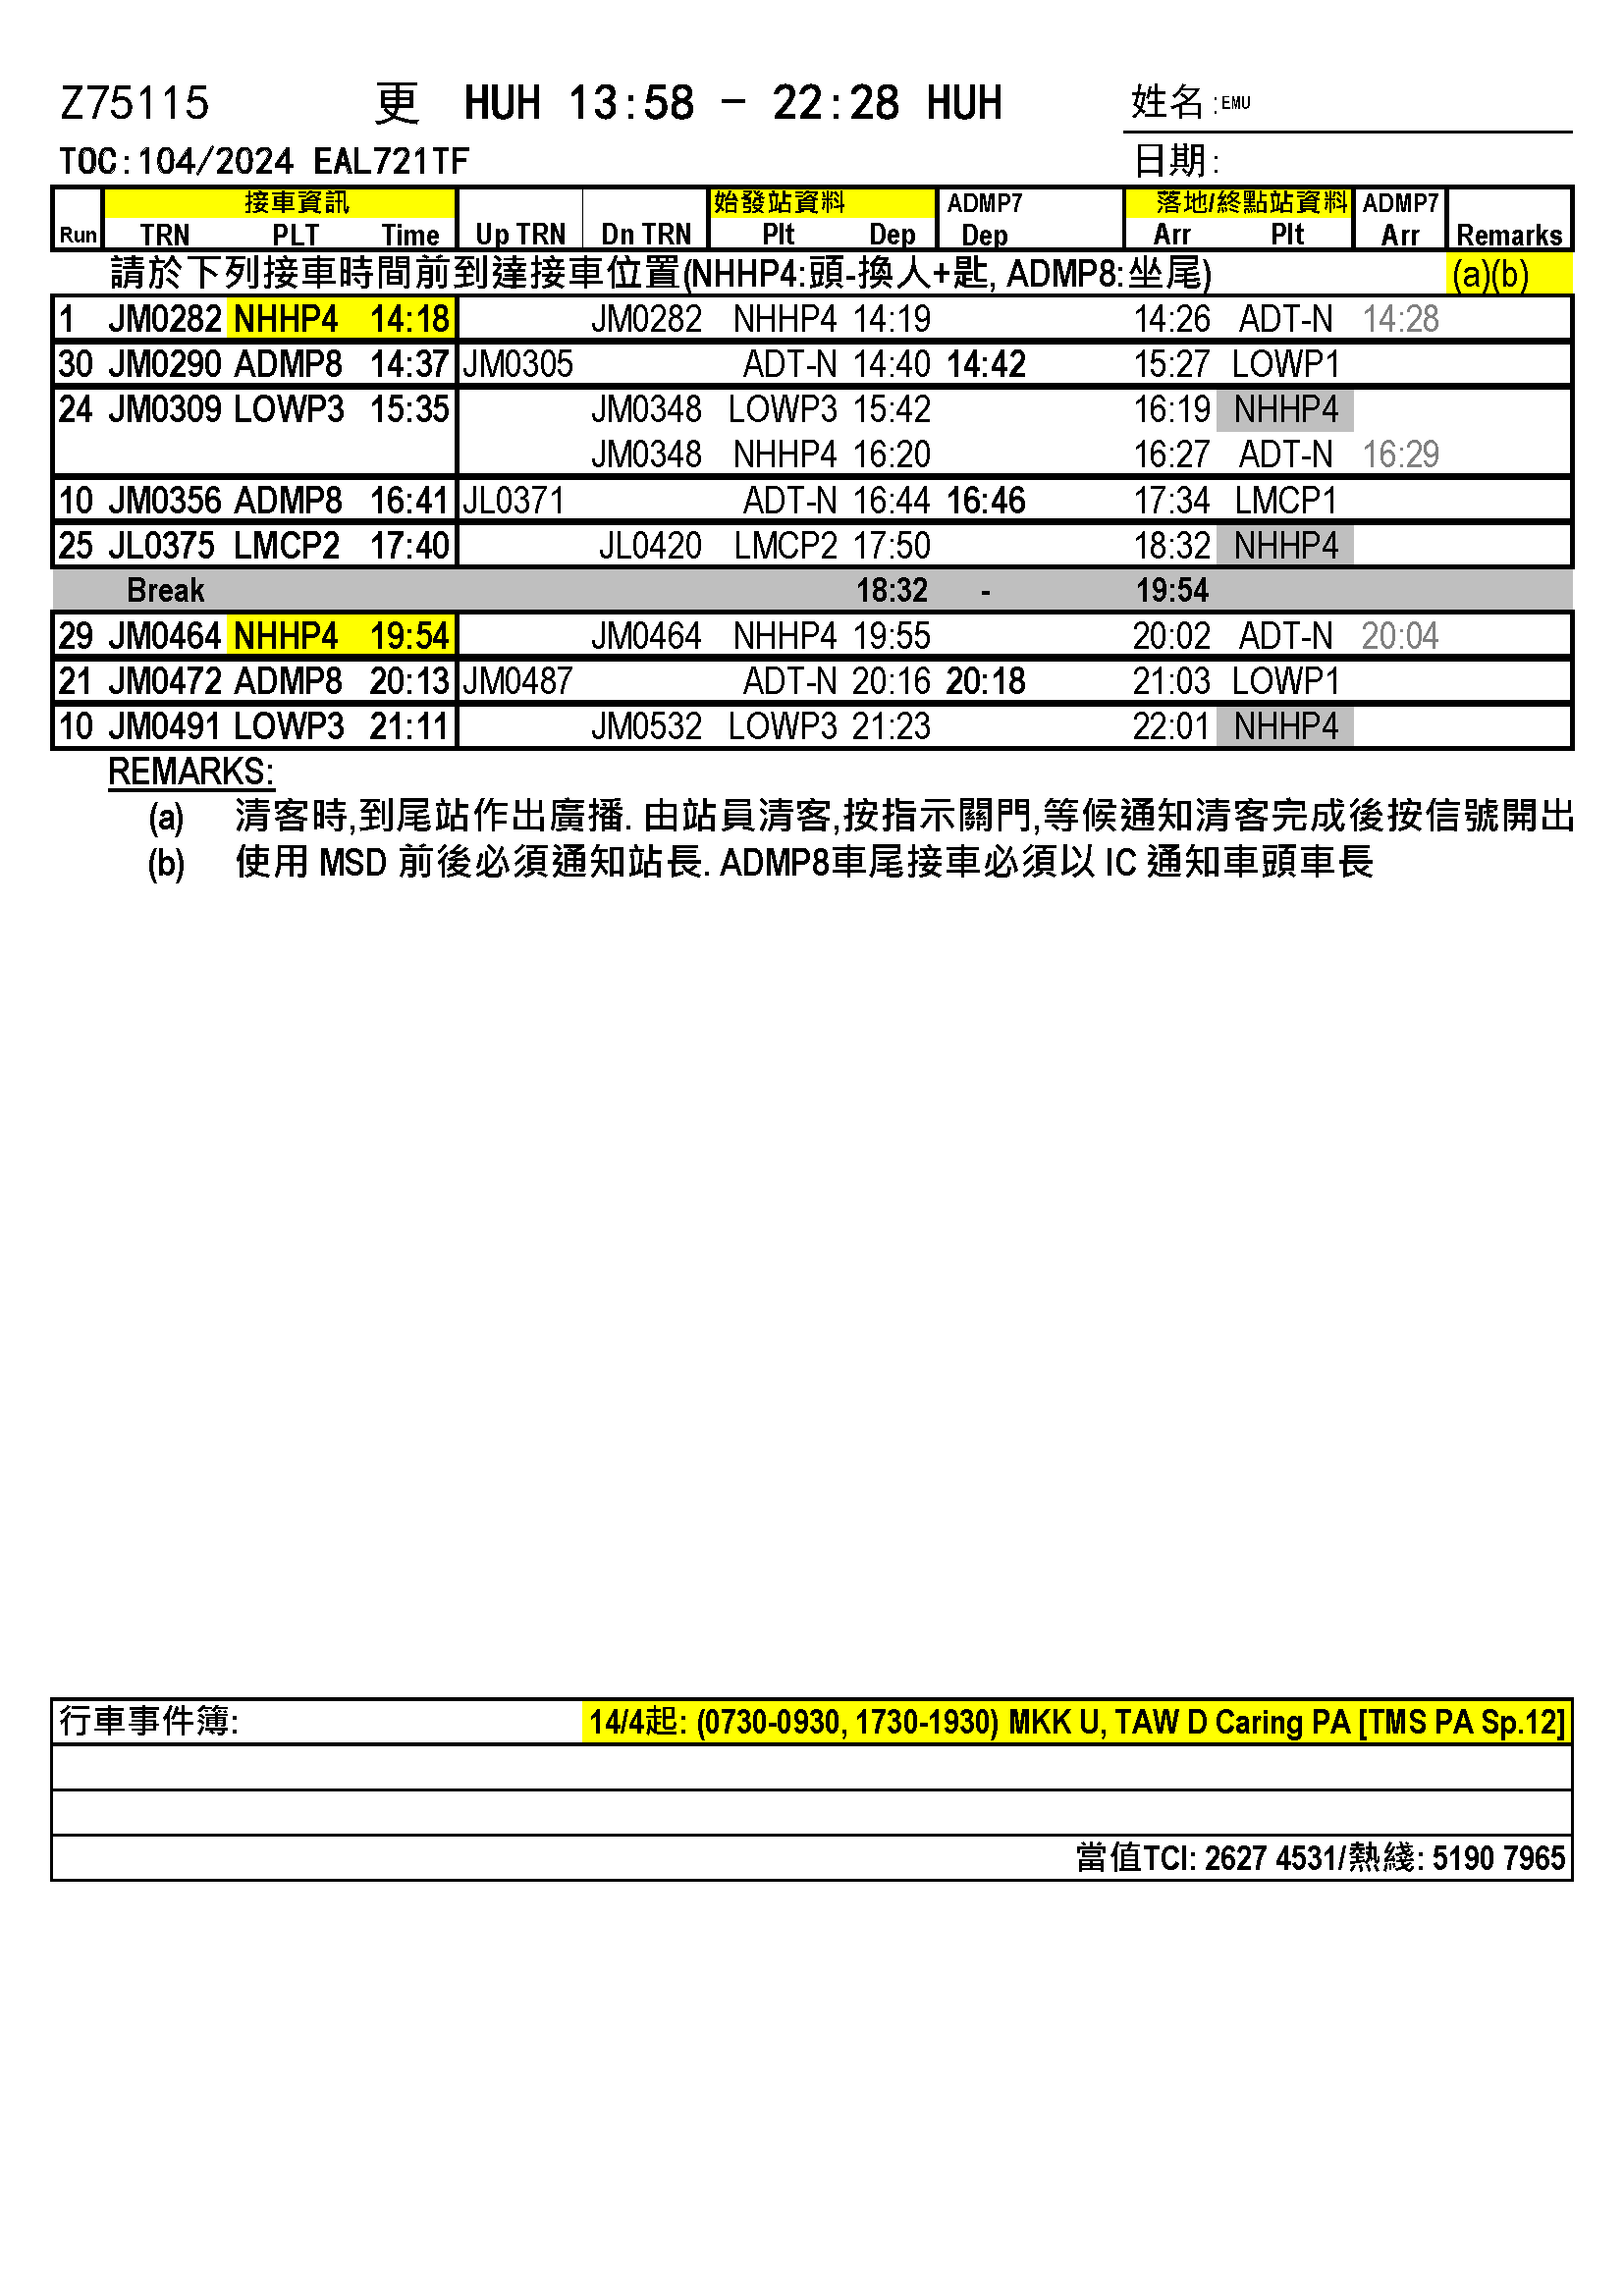 Z75115 更 HUH 13:58 - 22:28 HUH 姓名:EMU
TOC:104/2024 EAL721TF 日期:
接車資訊 始發站資料 ADMP7 落地/終點站資料 ADMP7
Run TRN PLT Time Up TRN Dn TRN Plt Dep Dep Arr Plt Arr Remarks
請於下列接車時間前到達接車位置(NHHP4:頭-換人+匙, ADMP8:坐尾) (a)(b)
1 JM0282 NHHP4 14:18 JM0282 NHHP4 14:19 14:26 ADT-N 14:28
30 JM0290 ADMP8 14:37 JM0305 ADT-N 14:40 14:42 15:27 LOWP1
24 JM0309 LOWP3 15:35 JM0348 LOWP3 15:42 16:19 NHHP4
JM0348 NHHP4 16:20 16:27 ADT-N 16:29
10 JM0356 ADMP8 16:41 JL0371 ADT-N 16:44 16:46 17:34 LMCP1
25 JL0375 LMCP2 17:40 JL0420 LMCP2 17:50 18:32 NHHP4
Break 18:32 - 19:54
29 JM0464 NHHP4 19:54 JM0464 NHHP4 19:55 20:02 ADT-N 20:04
21 JM0472 ADMP8 20:13 JM0487 ADT-N 20:16 20:18 21:03 LOWP1
10 JM0491 LOWP3 21:11 JM0532 LOWP3 21:23 22:01 NHHP4
REMARKS:
(a) 清客時,到尾站作出廣播. 由站員清客,按指示關門,等候通知清客完成後按信號開出
(b) 使用 MSD 前後必須通知站長. ADMP8車尾接車必須以 IC 通知車頭車長
行車事件簿: 14/4起: (0730-0930, 1730-1930) MKK U, TAW D Caring PA [TMS PA Sp.12]
當值TCI: 2627 4531/熱綫: 5190 7965